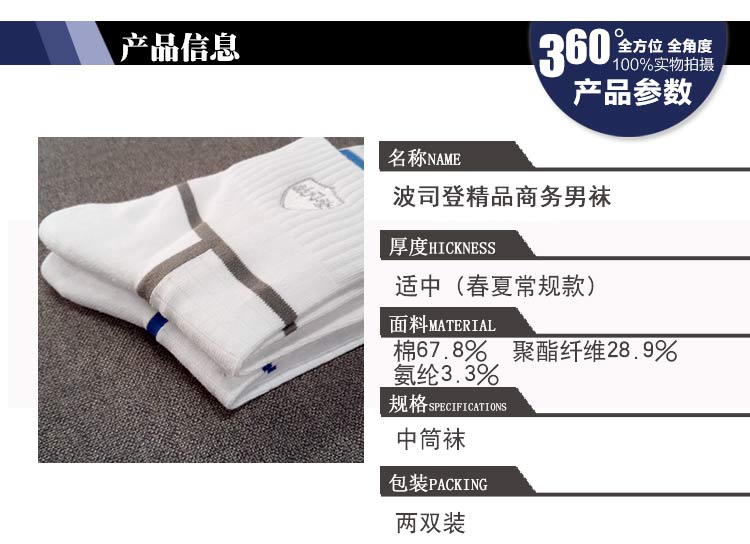 产品信息
360°全方位 全角度
100%实物拍摄
产品参数
名称NAME
波司登精品商务男袜
厚度HICKNESS
适中（春夏常规款）
面料MATERIAL
棉67.8% 聚酯纤维28.9%
氨纶3.3%
规格SPECIFICATIONS
中筒袜
包装PACKING
两双装